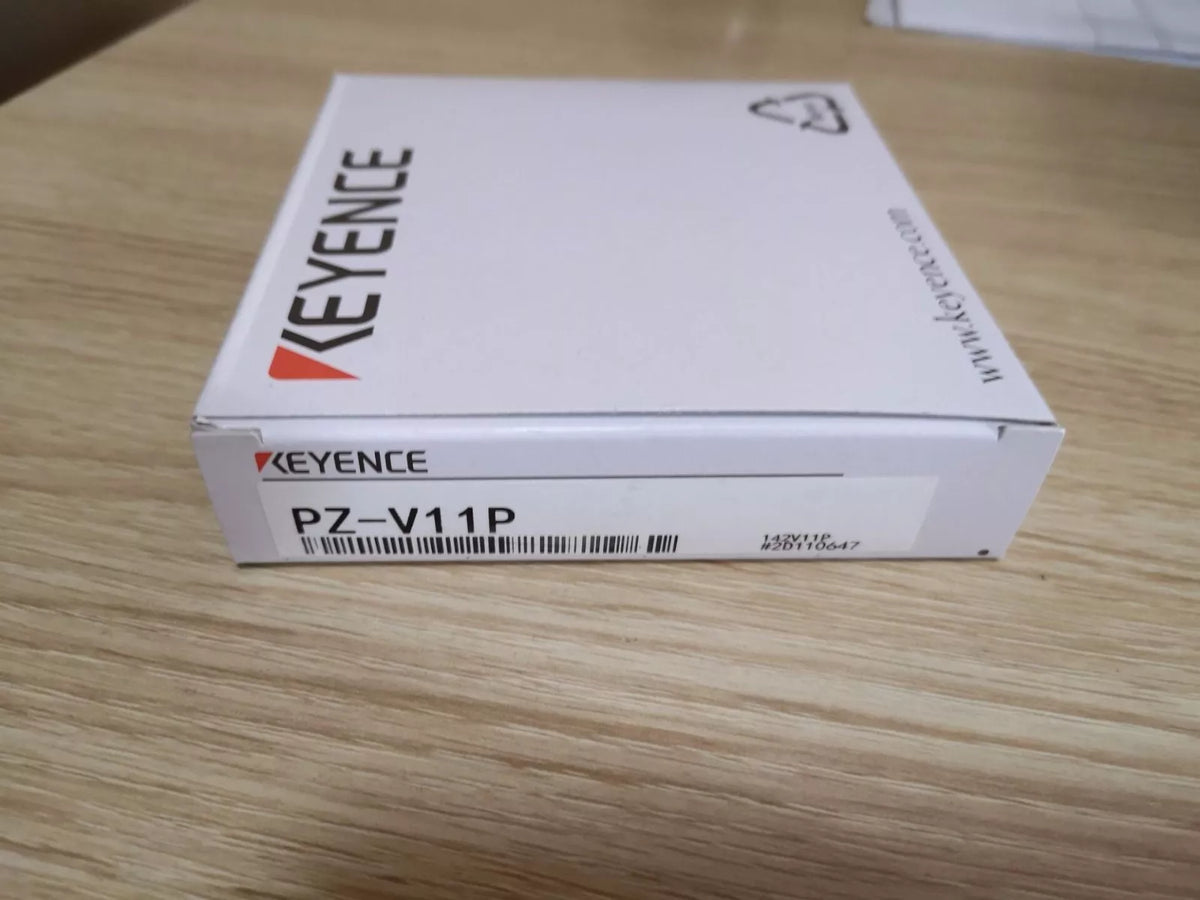 KEYENCE
www.keyence.com
KEYENCE
PZ-V11P
142V11P
#2D110647